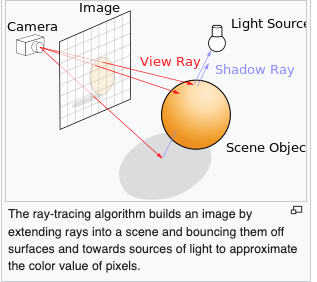 Image
Camera
Light Sourc
View Ray
Shadow Ray
Scene Objec
The ray-tracing algorithm builds an image by
extending rays into a scene and bouncing them off
surfaces and towards sources of light to approximate
the color value of pixels.